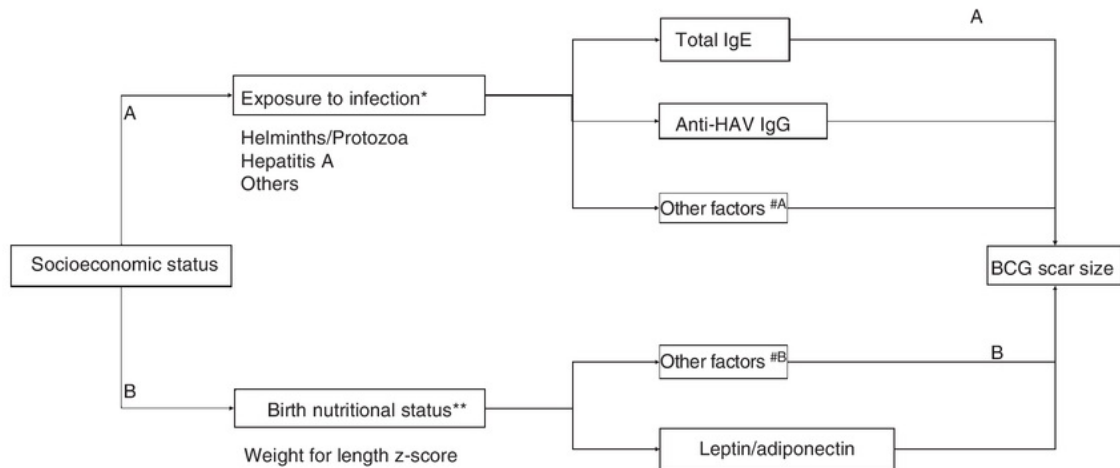 A
Total IgE
Exposure to infection*
A
Anti-HAV IgG
Helminths/Protozoa
Hepatitis A
Others
Other factors #A
Socioeconomic status
BCG scar size
Other factors #B
B
B
Birth nutritional status**
Leptin/adiponectin
Weight for length z-score